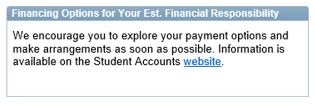 Financing Options for Your Est. Financial Responsibility
We encourage you to explore your payment options and
make arrangements as soon as possible. Information is
available on the Student Accounts website.